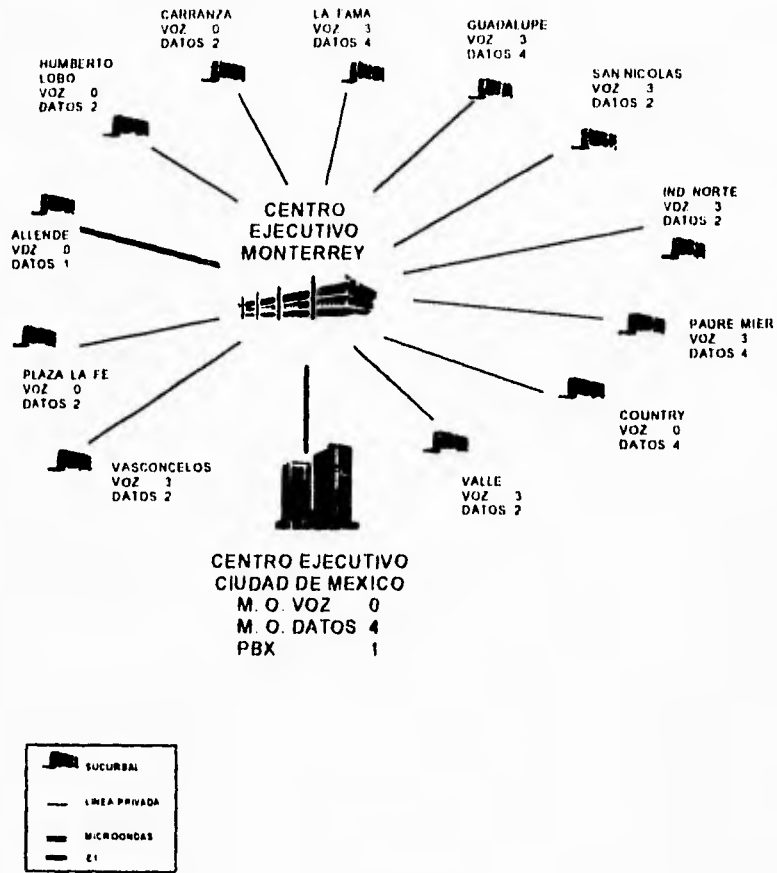 CARRANZA
VOZ 0
DATOS 2
LA FAMA
VOZ 3
DATOS 4
GUADALUPE
VOZ 3
DATOS 4
HUMBERTO
LOBO
VOZ 0
DATOS 2
SAN NICOLAS
VOZ 3
DATOS 2
IND NORTE
VOZ 3
DATOS 2
CENTRO
EJECUTIVO
MONTERREY
ALLENDE
VOZ 0
DATOS 1
PADRE MIER
VOZ 3
DATOS 4
PLAZA LA FE
VOZ 0
DATOS 2
COUNTRY
VOZ 0
DATOS 4
VASCONCELOS
VOZ 3
DATOS 2
VALLE
VOZ 3
DATOS 2
CENTRO EJECUTIVO
CIUDAD DE MEXICO
M. O. VOZ 0
M. O. DATOS 4
PBX 1
SUCURSAL
LINEA PRIVADA
MICROONDAS
E1